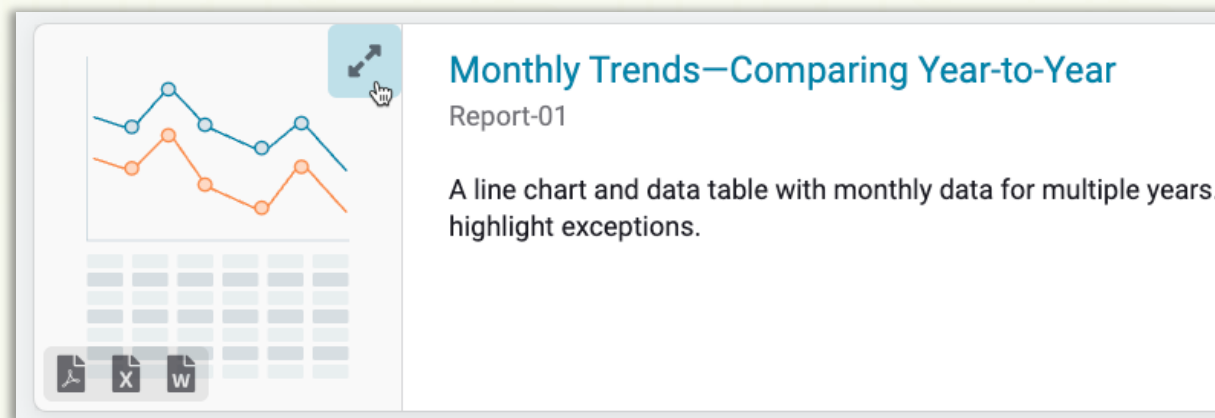 Monthly Trends—Comparing Year-to-Year
Report-01
A line chart and data table with monthly data for multiple years.
highlight exceptions.
X
W